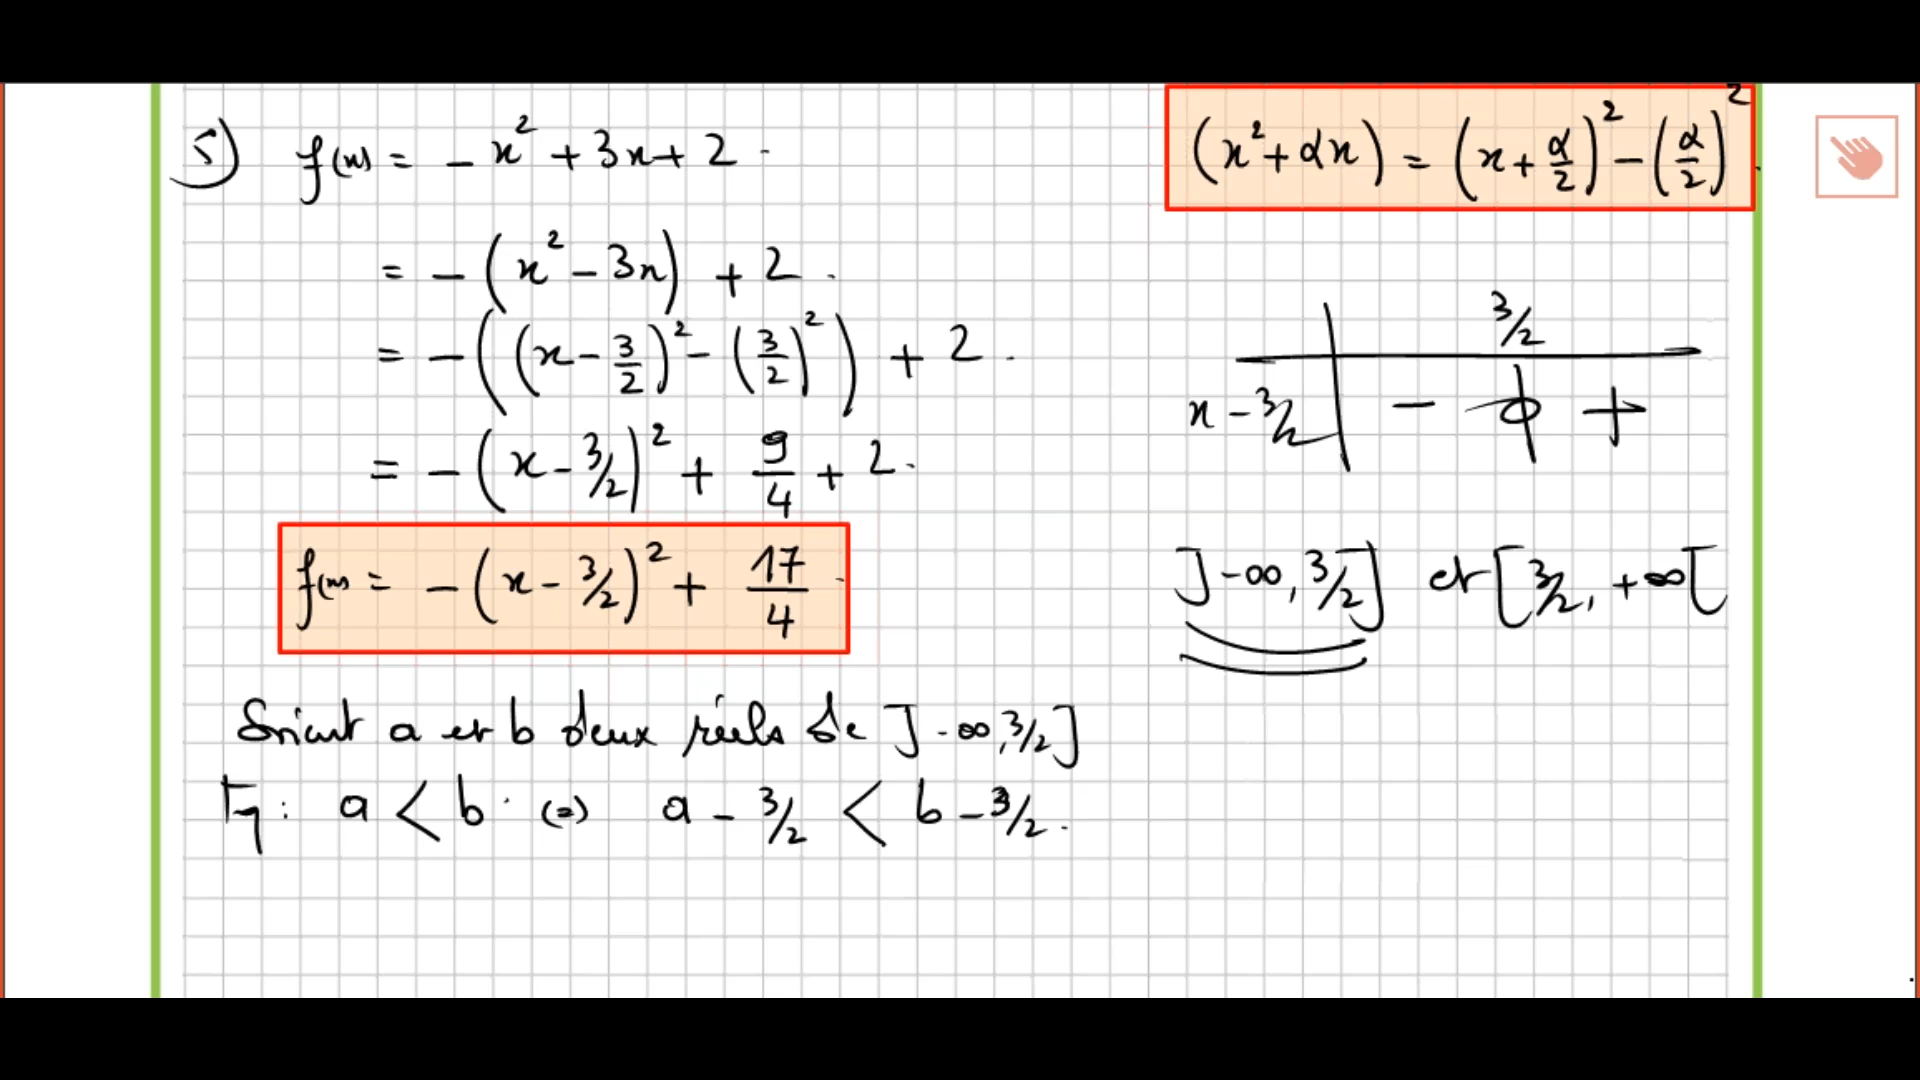 5) f(x) = - x² + 3x + 2 .
= - (x² - 3x) + 2 .
= - ((x - 3/2)² - (3/2)²) + 2 .
= - (x - 3/2)² + 9/4 + 2 .
f(x) = - (x - 3/2)² + 17/4 .
Soient a et b deux réels de ]-∞, 3/2]
Tq : a < b . (=) a - 3/2 < b - 3/2 .
(x² + αx) = (x + α/2)² - (α/2)² .
3/2
x - 3/2 | - 0 +
]-∞, 3/2] et [3/2, +∞[